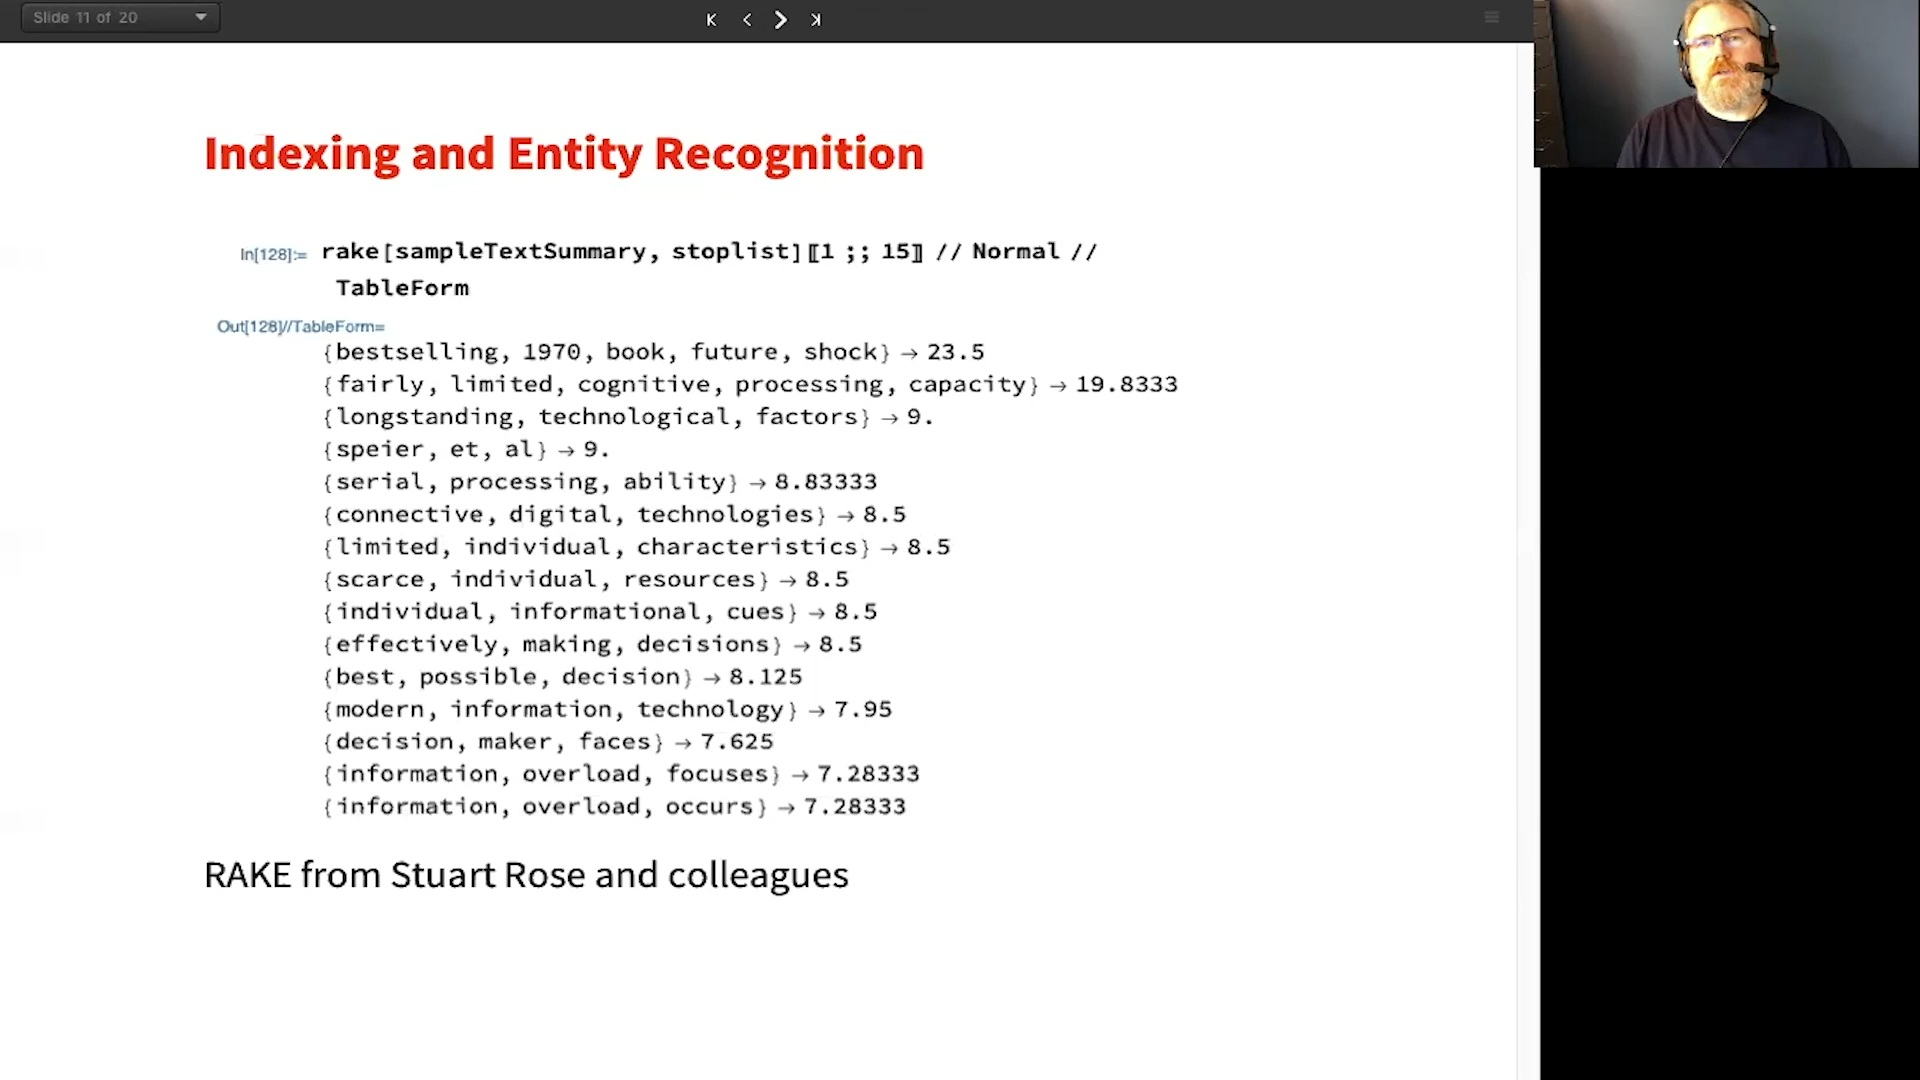 Slide 11 of 20
Indexing and Entity Recognition
In[128]:= rake[sampleTextSummary, stoplist]⟦1 ;; 15⟧ // Normal //
TableForm
Out[128]//TableForm=
{bestselling, 1970, book, future, shock} → 23.5
{fairly, limited, cognitive, processing, capacity} → 19.8333
{longstanding, technological, factors} → 9.
{speier, et, al} → 9.
{serial, processing, ability} → 8.83333
{connective, digital, technologies} → 8.5
{limited, individual, characteristics} → 8.5
{scarce, individual, resources} → 8.5
{individual, informational, cues} → 8.5
{effectively, making, decisions} → 8.5
{best, possible, decision} → 8.125
{modern, information, technology} → 7.95
{decision, maker, faces} → 7.625
{information, overload, focuses} → 7.28333
{information, overload, occurs} → 7.28333
RAKE from Stuart Rose and colleagues